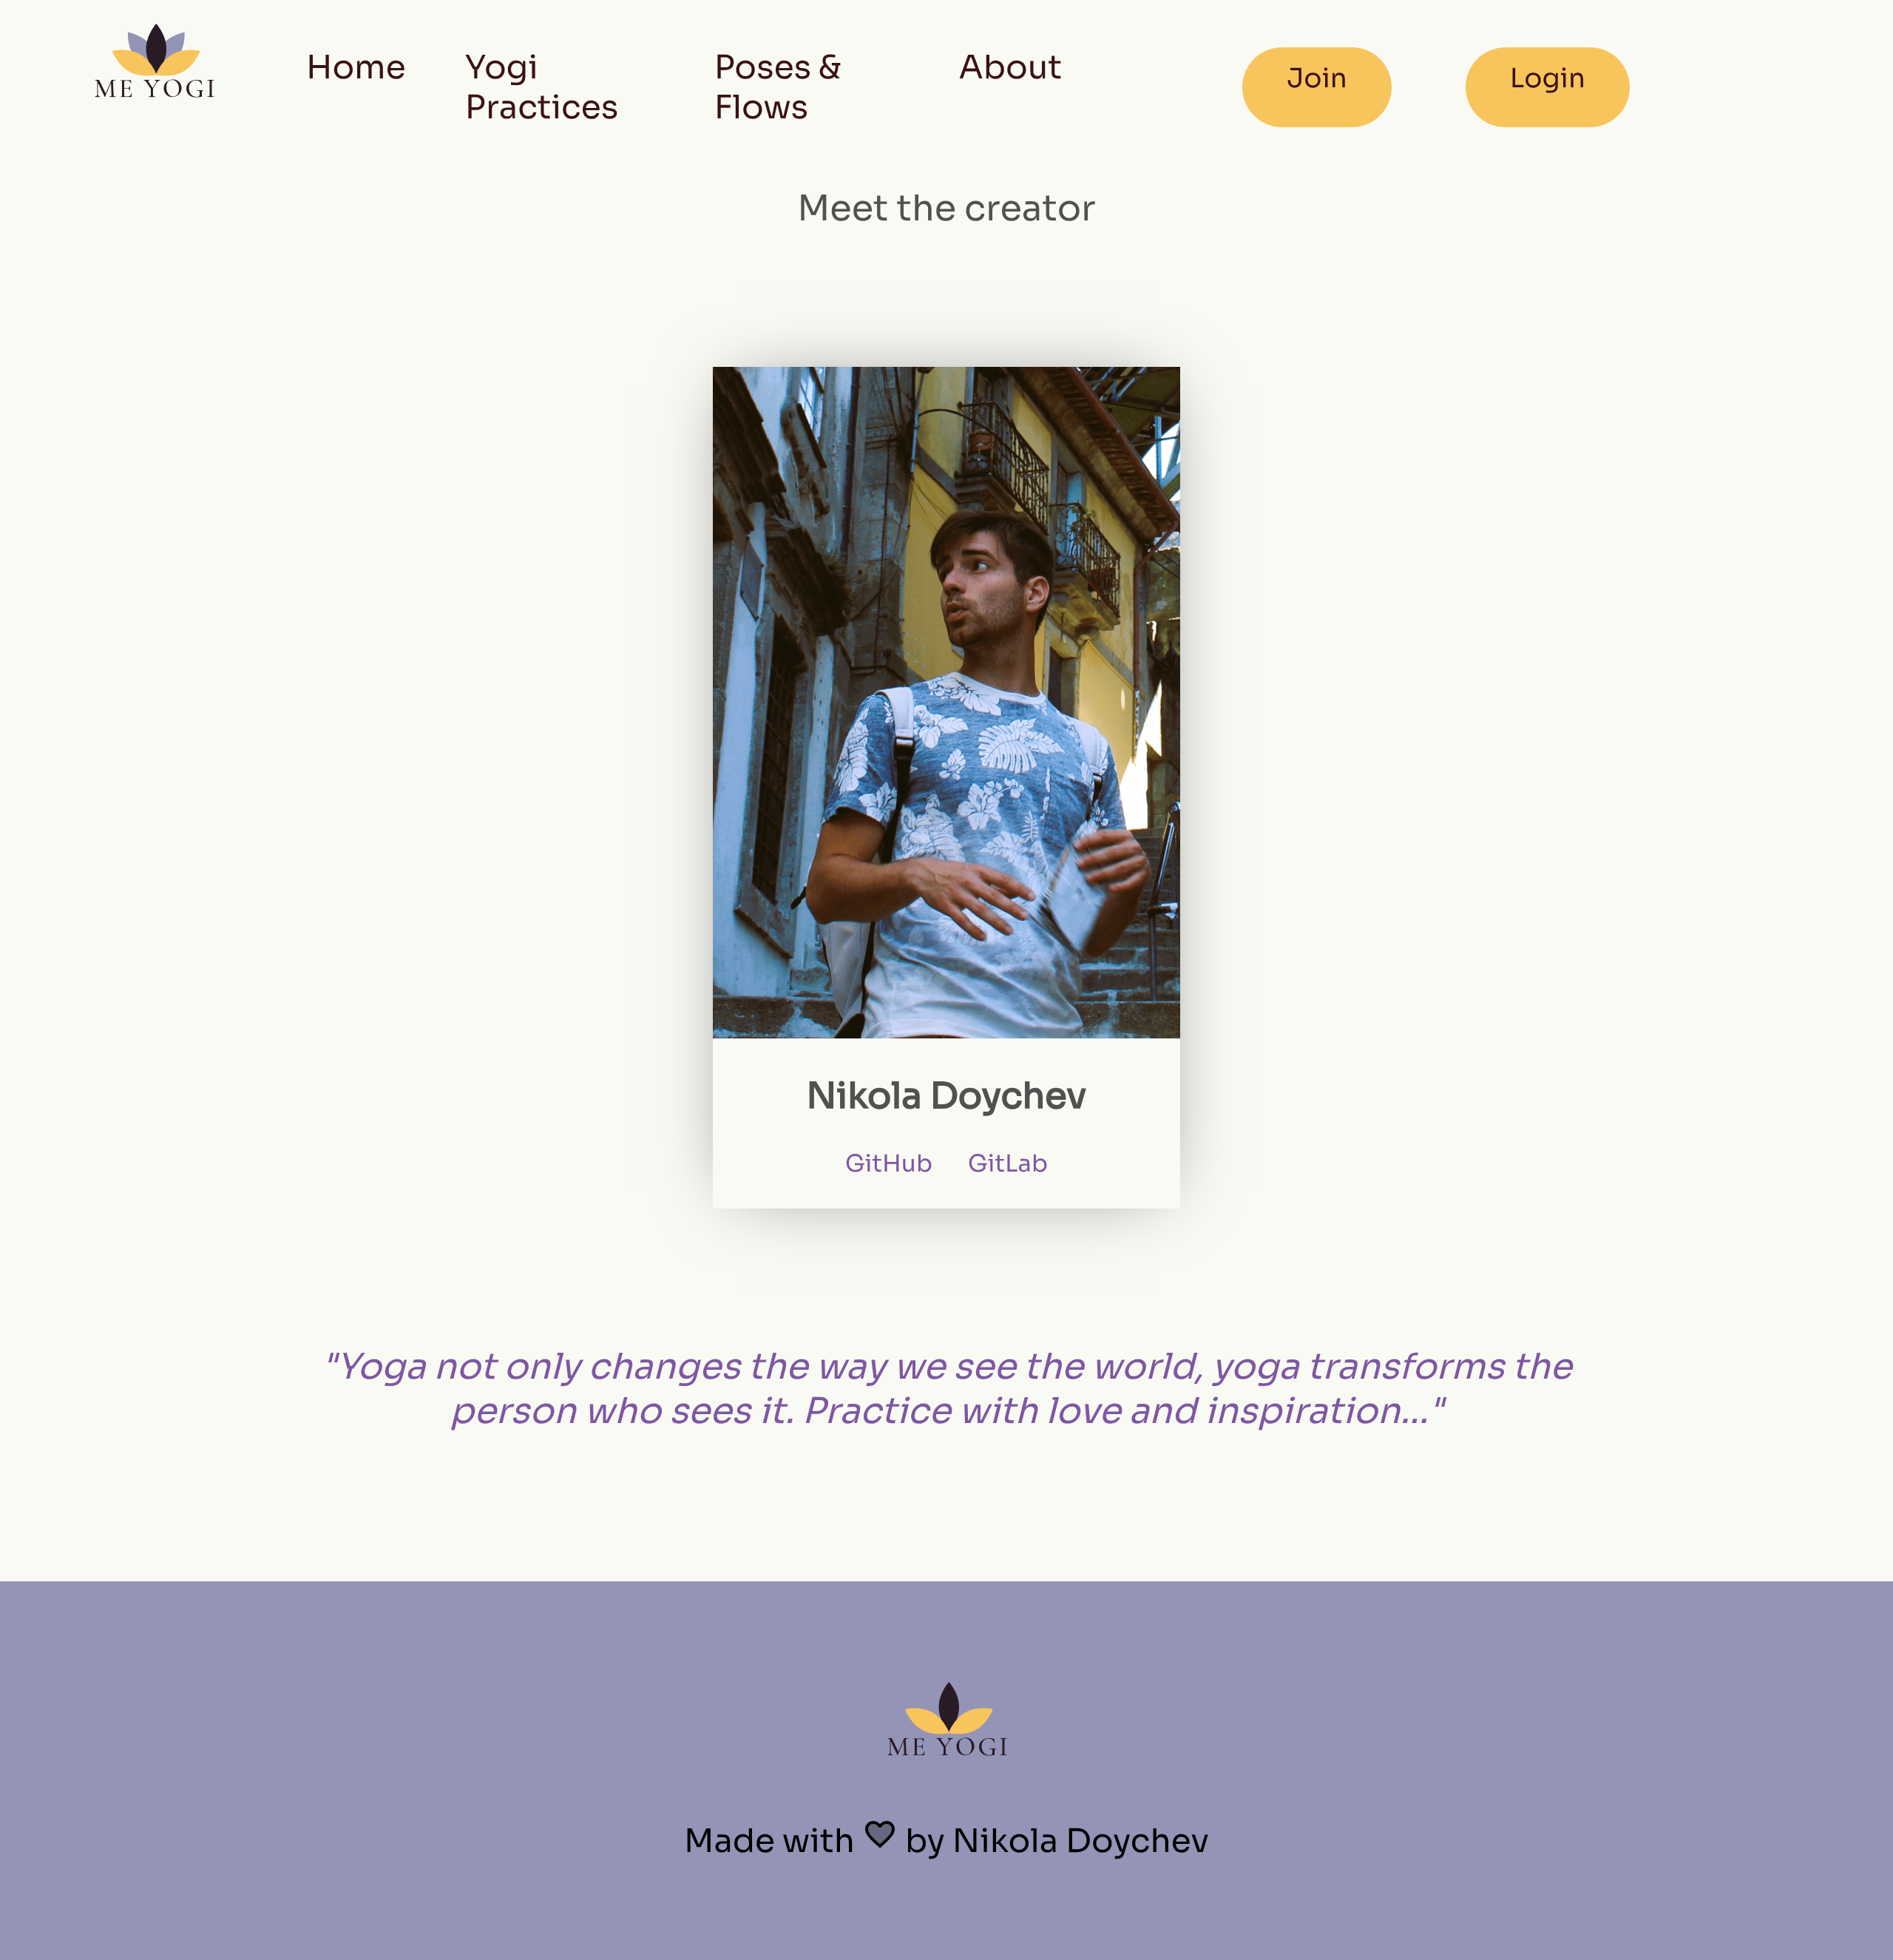 ME YOGI
Home
Yogi
Practices
Poses &
Flows
About
Join
Login
Meet the creator
Nikola Doychev
GitHub
GitLab
"Yoga not only changes the way we see the world, yoga transforms the
person who sees it. Practice with love and inspiration..."
ME YOGI
Made with by Nikola Doychev